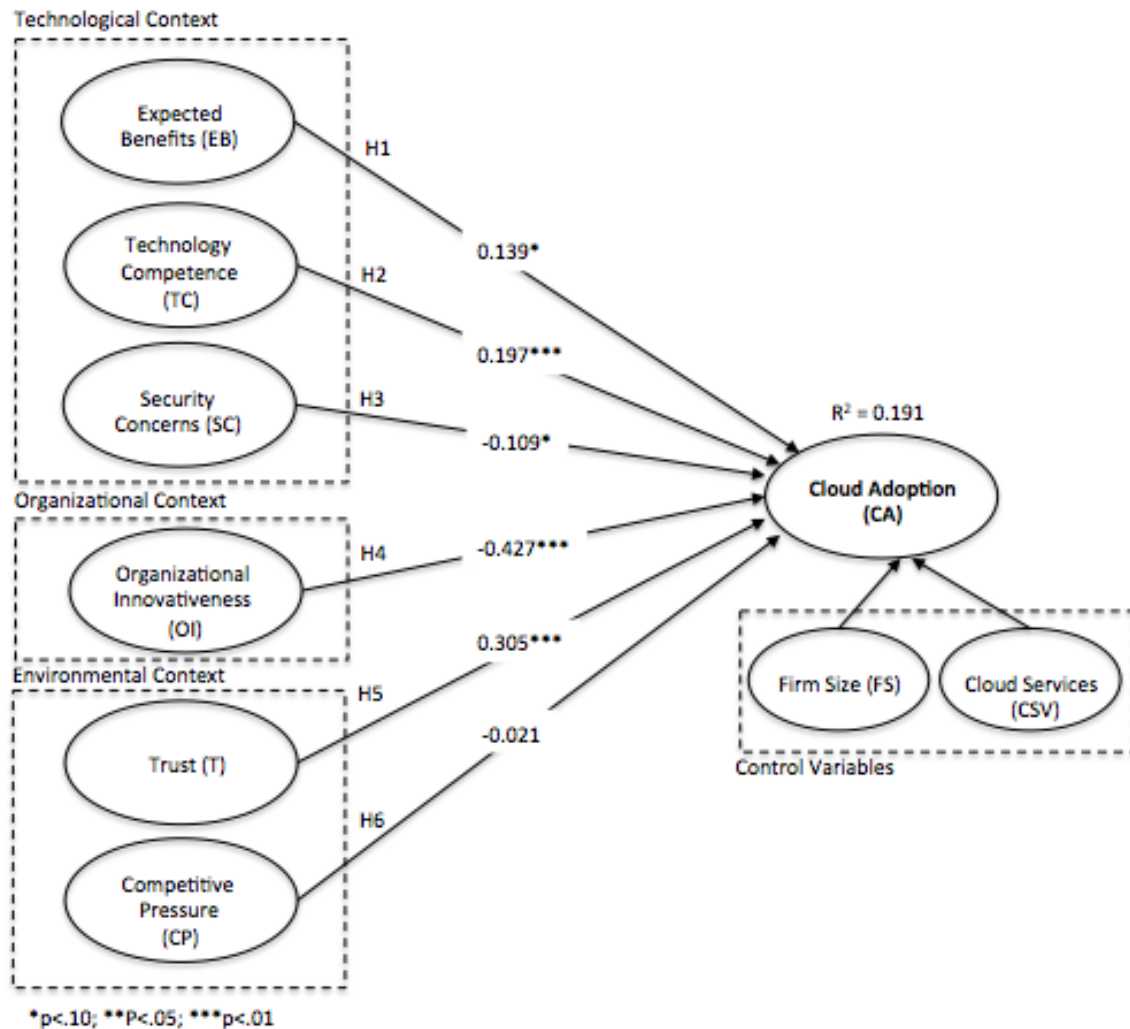 Technological Context
Expected
Benefits (EB)
H1
0.139*
Technology
Competence
(TC)
H2
0.197***
Security
Concerns (SC)
H3
-0.109*
R² = 0.191
Cloud Adoption
(CA)
Organizational Context
Organizational
Innovativeness
(OI)
H4
-0.427***
Environmental Context
Trust (T)
H5
0.305***
Competitive
Pressure
(CP)
H6
-0.021
Firm Size (FS)
Cloud Services
(CSV)
Control Variables
*p<.10; **P<.05; ***p<.01